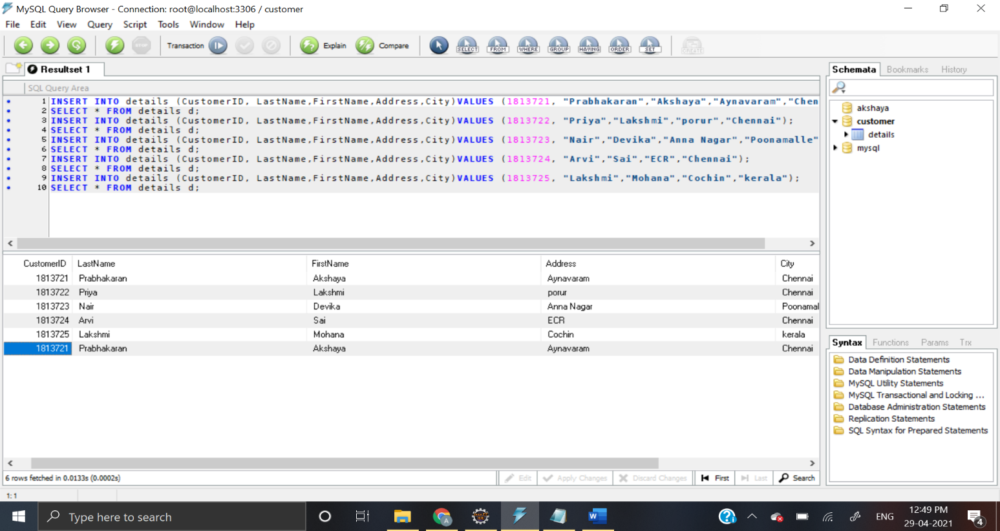 MySQL Query Browser - Connection: root@localhost:3306 / customer
File Edit View Query Script Tools Window Help
STOP Transaction Explain Compare SELECT FROM WHERE GROUP HAVING ORDER SET CREATE
Resultset 1
SQL Query Area
1 INSERT INTO details (CustomerID, LastName,FirstName,Address,City)VALUES (1813721, "Prabhakaran","Akshaya","Aynavaram","Chen
2 SELECT * FROM details d;
3 INSERT INTO details (CustomerID, LastName,FirstName,Address,City)VALUES (1813722, "Priya","Lakshmi","porur","Chennai");
4 SELECT * FROM details d;
5 INSERT INTO details (CustomerID, LastName,FirstName,Address,City)VALUES (1813723, "Nair","Devika","Anna Nagar","Poonamalle"
6 SELECT * FROM details d;
7 INSERT INTO details (CustomerID, LastName,FirstName,Address,City)VALUES (1813724, "Arvi","Sai","ECR","Chennai");
8 SELECT * FROM details d;
9 INSERT INTO details (CustomerID, LastName,FirstName,Address,City)VALUES (1813725, "Lakshmi","Mohana","Cochin","kerala");
10 SELECT * FROM details d;
CustomerID LastName FirstName Address City
1813721 Prabhakaran Akshaya Aynavaram Chennai
1813722 Priya Lakshmi porur Chennai
1813723 Nair Devika Anna Nagar Poonamal
1813724 Arvi Sai ECR Chennai
1813725 Lakshmi Mohana Cochin kerala
1813721 Prabhakaran Akshaya Aynavaram Chennai
6 rows fetched in 0.0133s (0.0002s)
Edit Apply Changes Discard Changes First Last Search
1: 1
Schemata Bookmarks History
akshaya
customer
details
mysql
Syntax Functions Params Trx
Data Definition Statements
Data Manipulation Statements
MySQL Utility Statements
MySQL Transactional and Locking ...
Database Administration Statements
Replication Statements
SQL Syntax for Prepared Statements
Type here to search
ENG
12:49 PM
29-04-2021
4